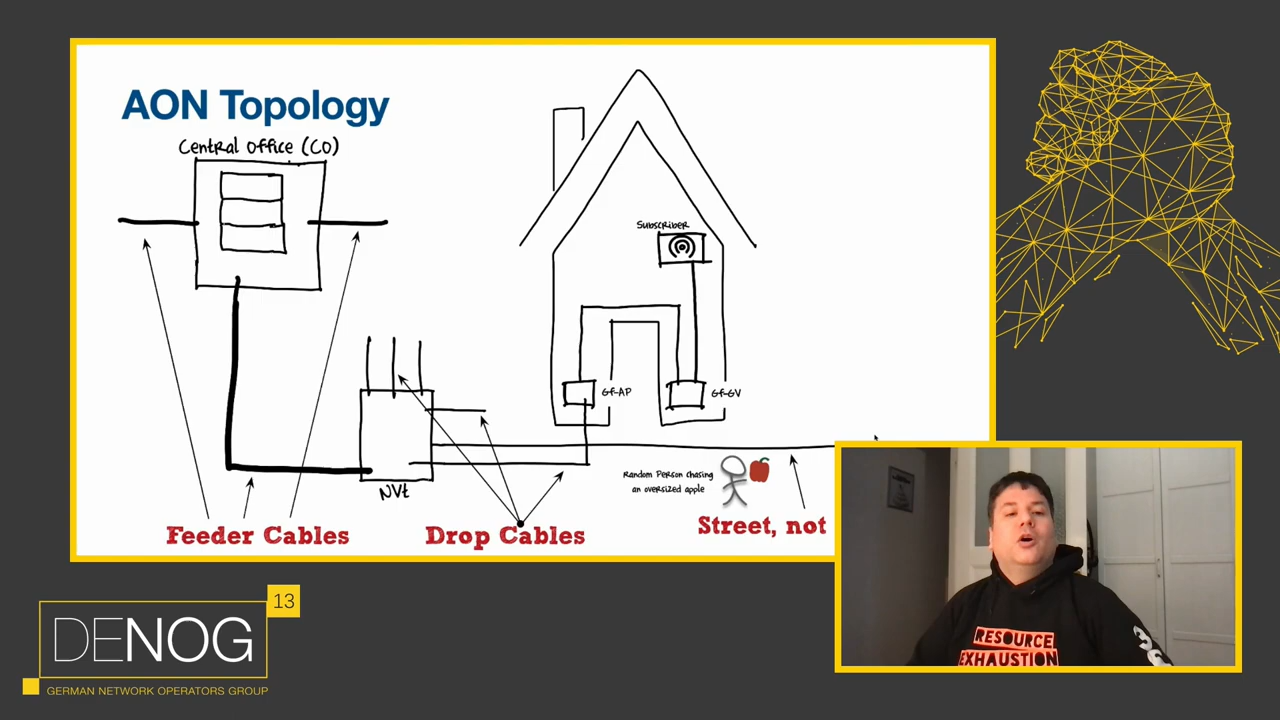 AON Topology
Central Office (CO)
Subscriber
Gf-AP
Gf-GV
NVt
Random Person chasing
an oversized apple
Feeder Cables
Drop Cables
Street, not
RESOURCE
EXHAUSTION
13
DENOG
GERMAN NETWORK OPERATORS GROUP